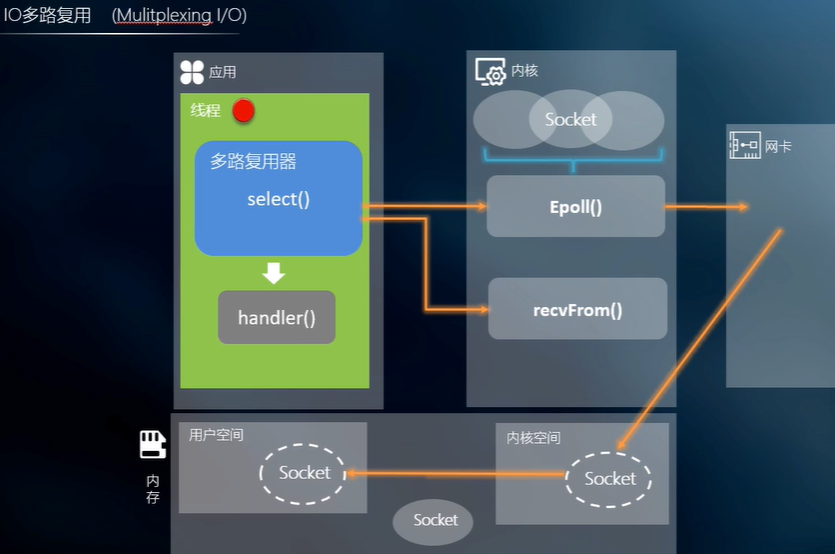 IO多路复用 (Mulitplexing I/O)
应用
内核
线程
Socket
网卡
多路复用器
select()
Epoll()
handler()
recvFrom()
用户空间
内核空间
Socket
Socket
内
存
Socket